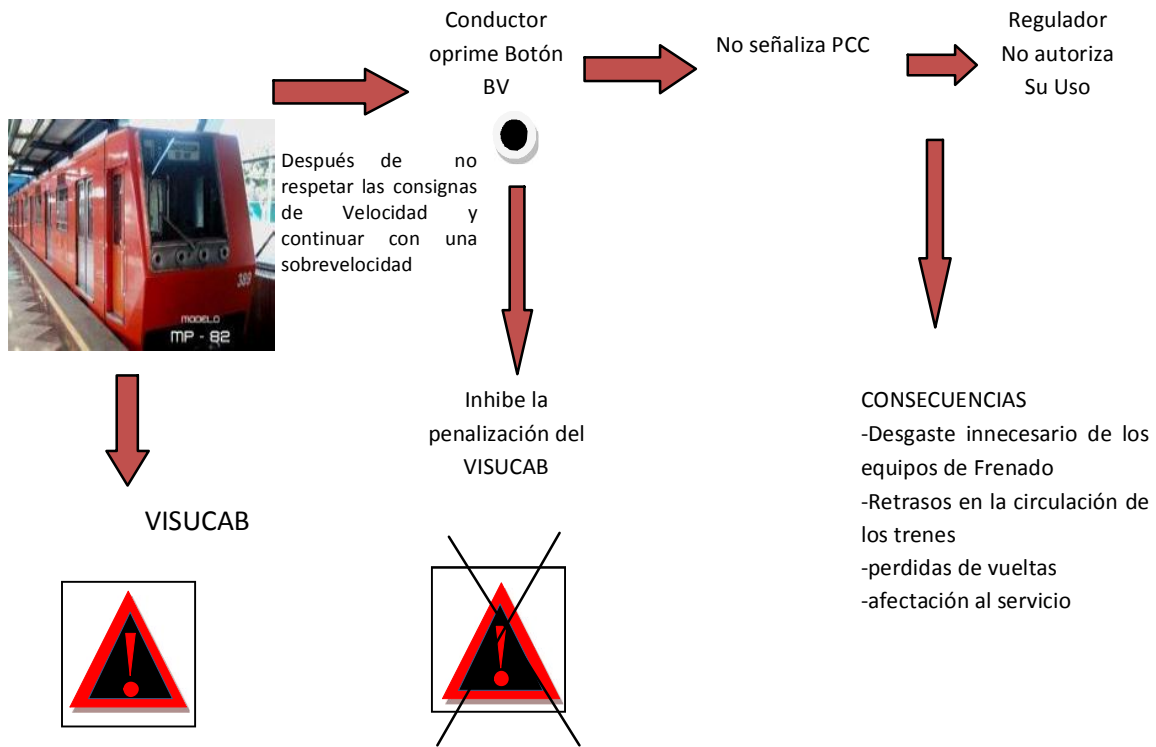 Conductor
oprime Botón
BV
No señaliza PCC
Regulador
No autoriza
Su Uso
Después de no
respetar las consignas
de Velocidad y
continuar con una
sobrevelocidad
389
MODELO
MP - 82
Inhibe la
penalización del
VISUCAB
CONSECUENCIAS
-Desgaste innecesario de los
equipos de Frenado
-Retrasos en la circulación de
los trenes
-perdidas de vueltas
-afectación al servicio
VISUCAB
!
!